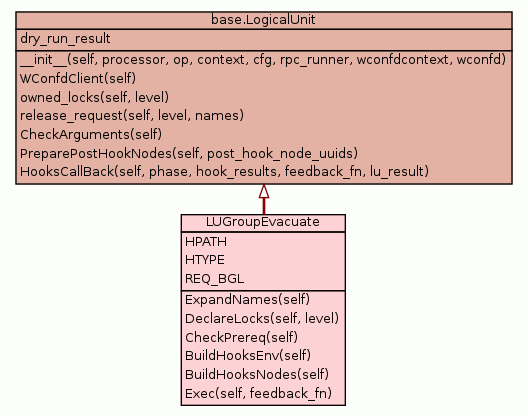 base.LogicalUnit
dry_run_result
__init__(self, processor, op, context, cfg, rpc_runner, wconfdcontext, wconfd)
WConfdClient(self)
owned_locks(self, level)
release_request(self, level, names)
CheckArguments(self)
PreparePostHookNodes(self, post_hook_node_uuids)
HooksCallBack(self, phase, hook_results, feedback_fn, lu_result)
LUGroupEvacuate
HPATH
HTYPE
REQ_BGL
ExpandNames(self)
DeclareLocks(self, level)
CheckPrereq(self)
BuildHooksEnv(self)
BuildHooksNodes(self)
Exec(self, feedback_fn)